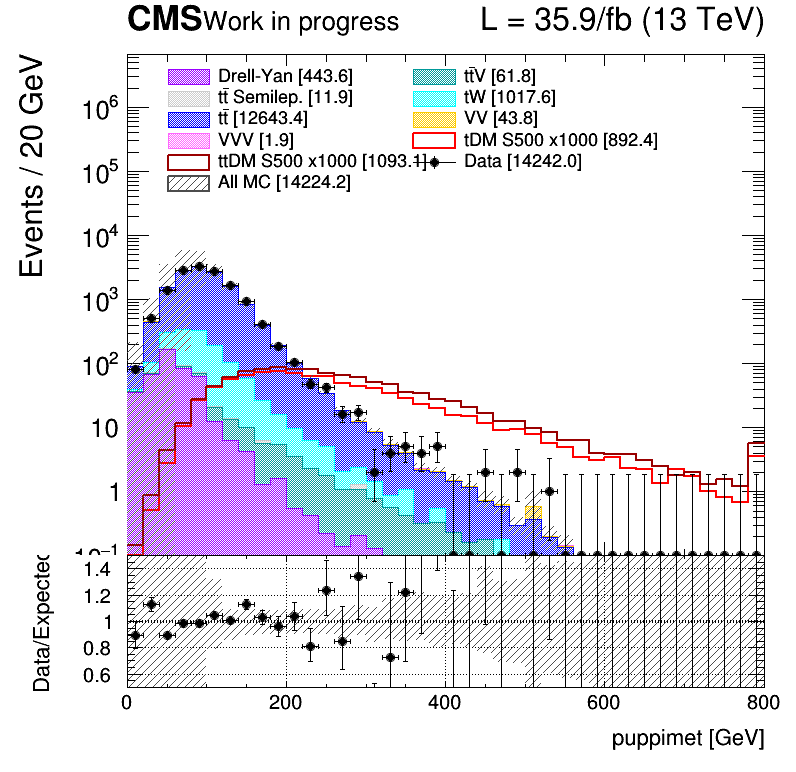 CMS Work in progress L = 35.9/fb (13 TeV)
Events / 20 GeV
Drell-Yan [443.6] tt̄V [61.8]
tt̄ Semilep. [11.9] tW [1017.6]
tt̄ [12643.4] VV [43.8]
VVV [1.9] tDM S500 x1000 [892.4]
ttDM S500 x1000 [1093.1] Data [14242.0]
All MC [14224.2]
10⁶
10⁵
10⁴
10³
10²
10
1
10⁻¹
Data/Expected
1.4
1.2
1
0.8
0.6
0 200 400 600 800
puppimet [GeV]